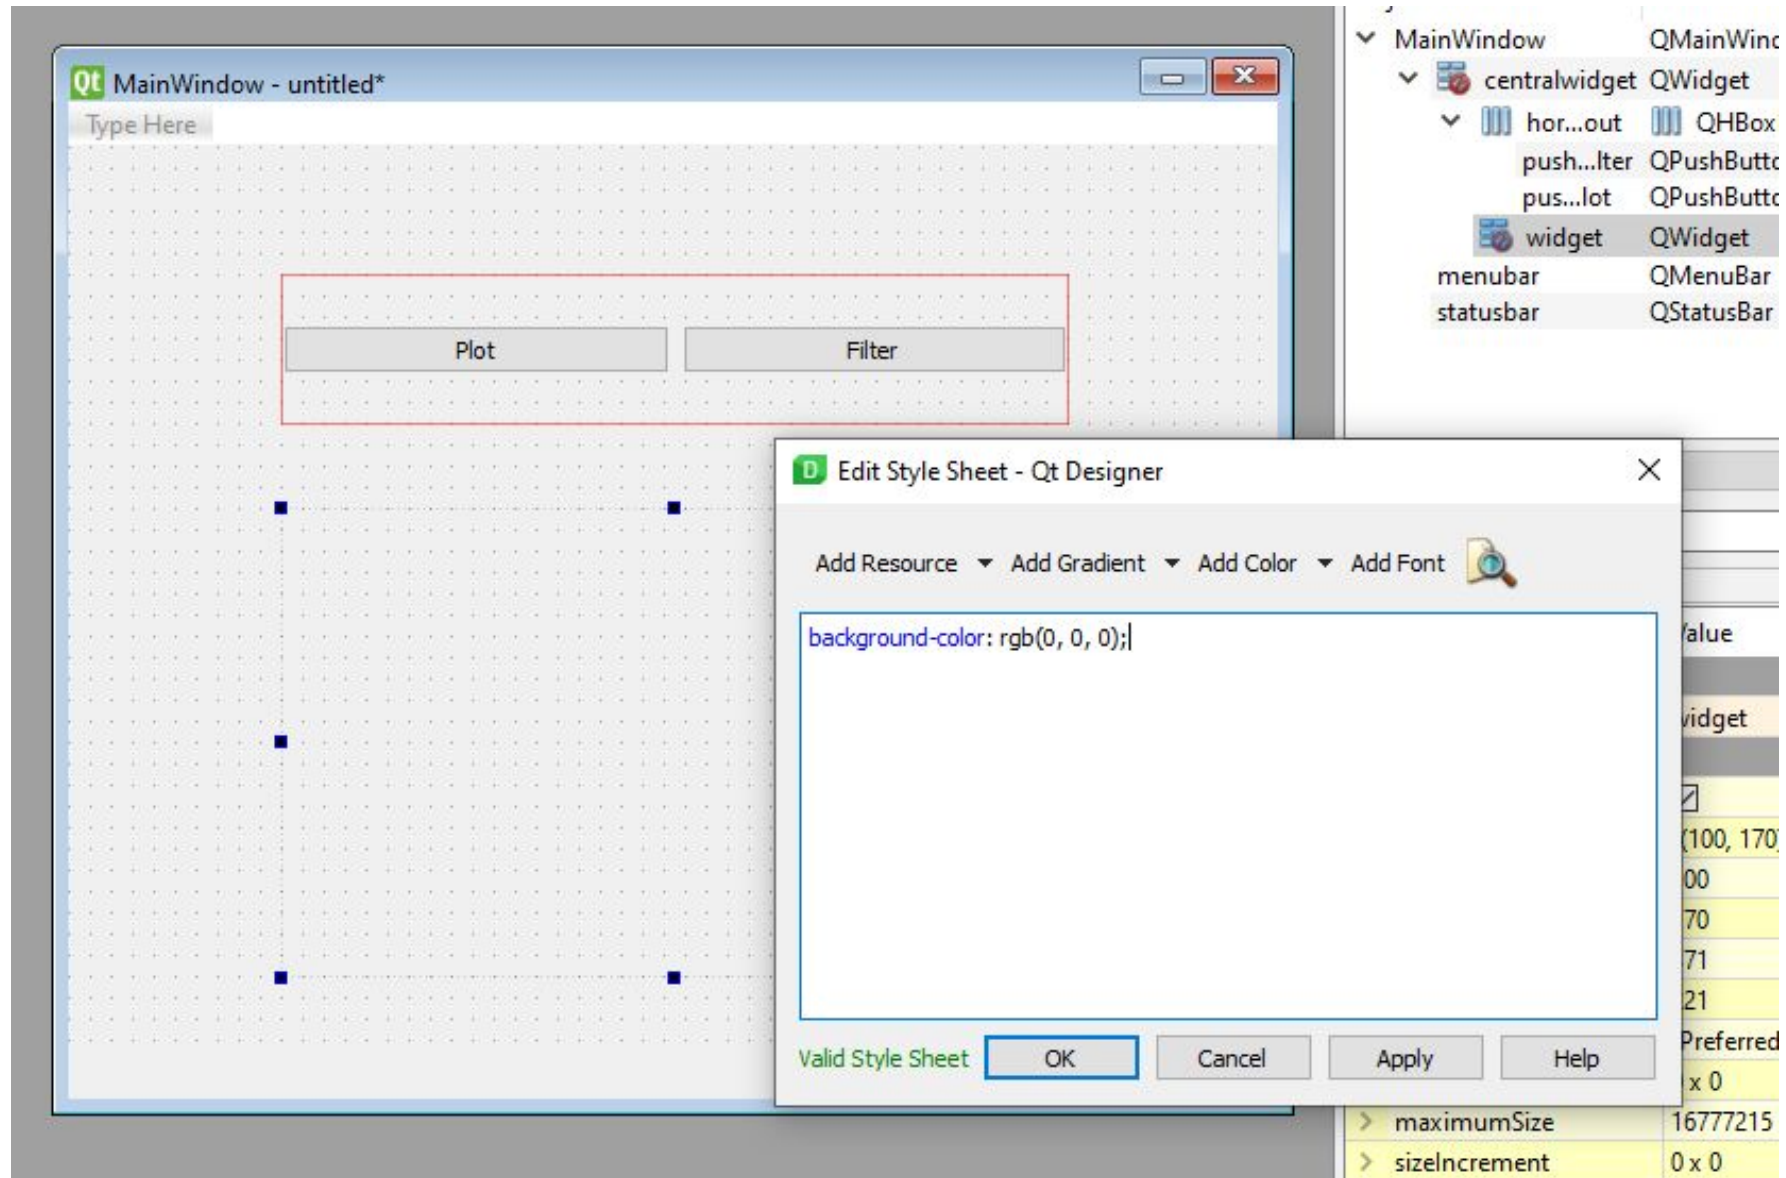 Qt MainWindow - untitled*
Type Here
Plot
Filter
MainWindow QMainWind
centralwidget QWidget
hor...out QHBox
push...lter QPushButto
pus...lot QPushButto
widget QWidget
menubar QMenuBar
statusbar QStatusBar
D Edit Style Sheet - Qt Designer
Add Resource Add Gradient Add Color Add Font
background-color: rgb(0, 0, 0);
Valid Style Sheet OK Cancel Apply Help
alue
widget
(100, 170)
00
70
71
21
Preferred
x 0
maximumSize 16777215
sizeIncrement 0 x 0